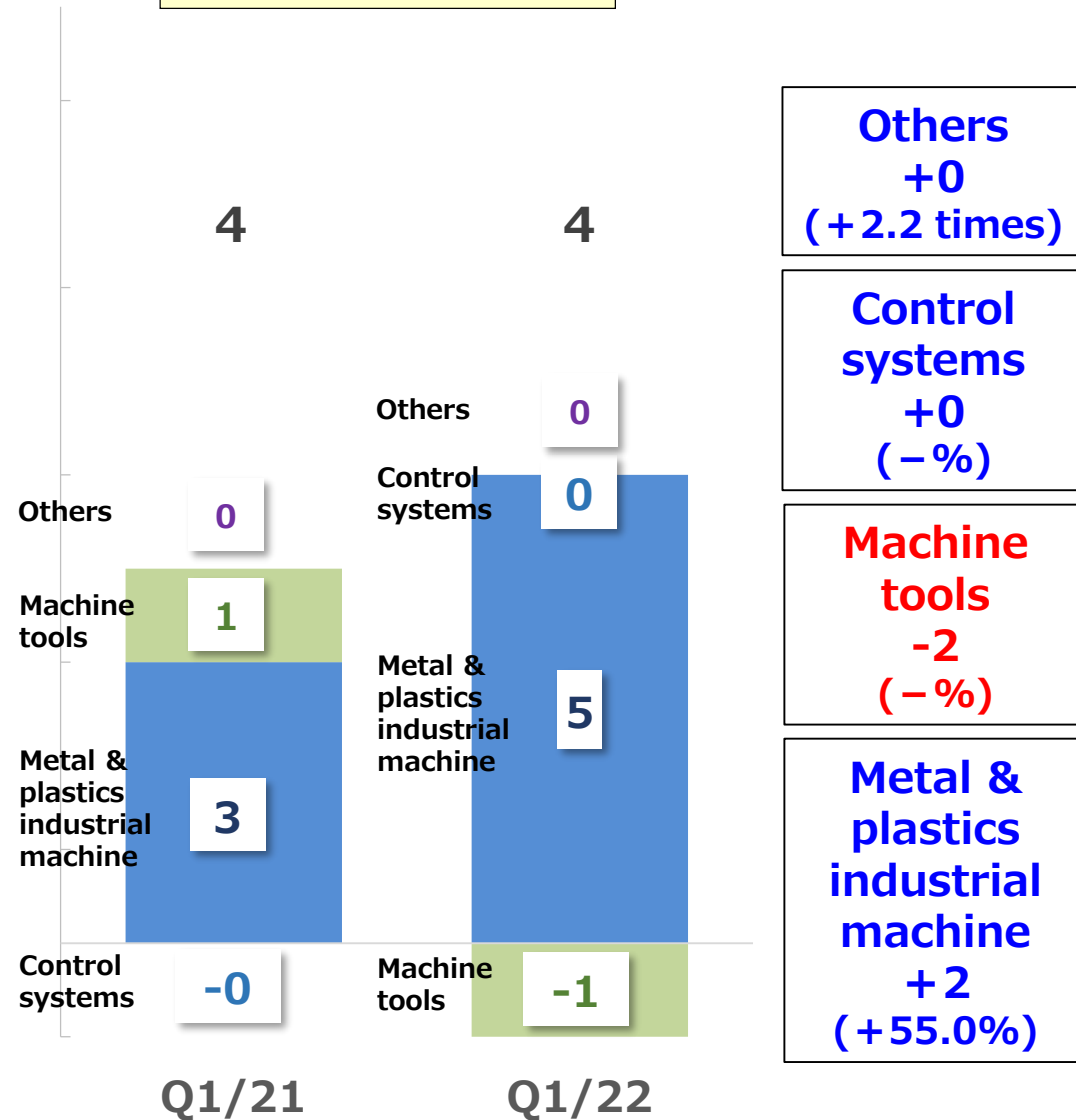 4
Others
0
Machine
tools
1
Metal &
plastics
industrial
machine
3
Control
systems
-0
Q1/21
4
Others
0
Control
systems
0
Metal &
plastics
industrial
machine
5
Machine
tools
-1
Q1/22
Others
+0
(+2.2 times)
Control
systems
+0
(−%)
Machine
tools
-2
(−%)
Metal &
plastics
industrial
machine
+2
(+55.0%)